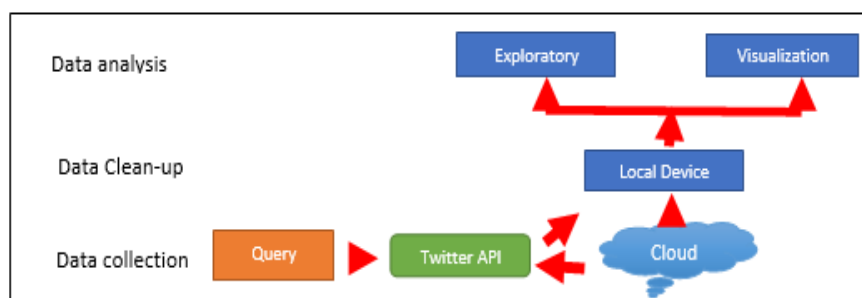 Data analysis
Exploratory
Visualization
Data Clean-up
Local Device
Data collection
Query
Twitter API
Cloud